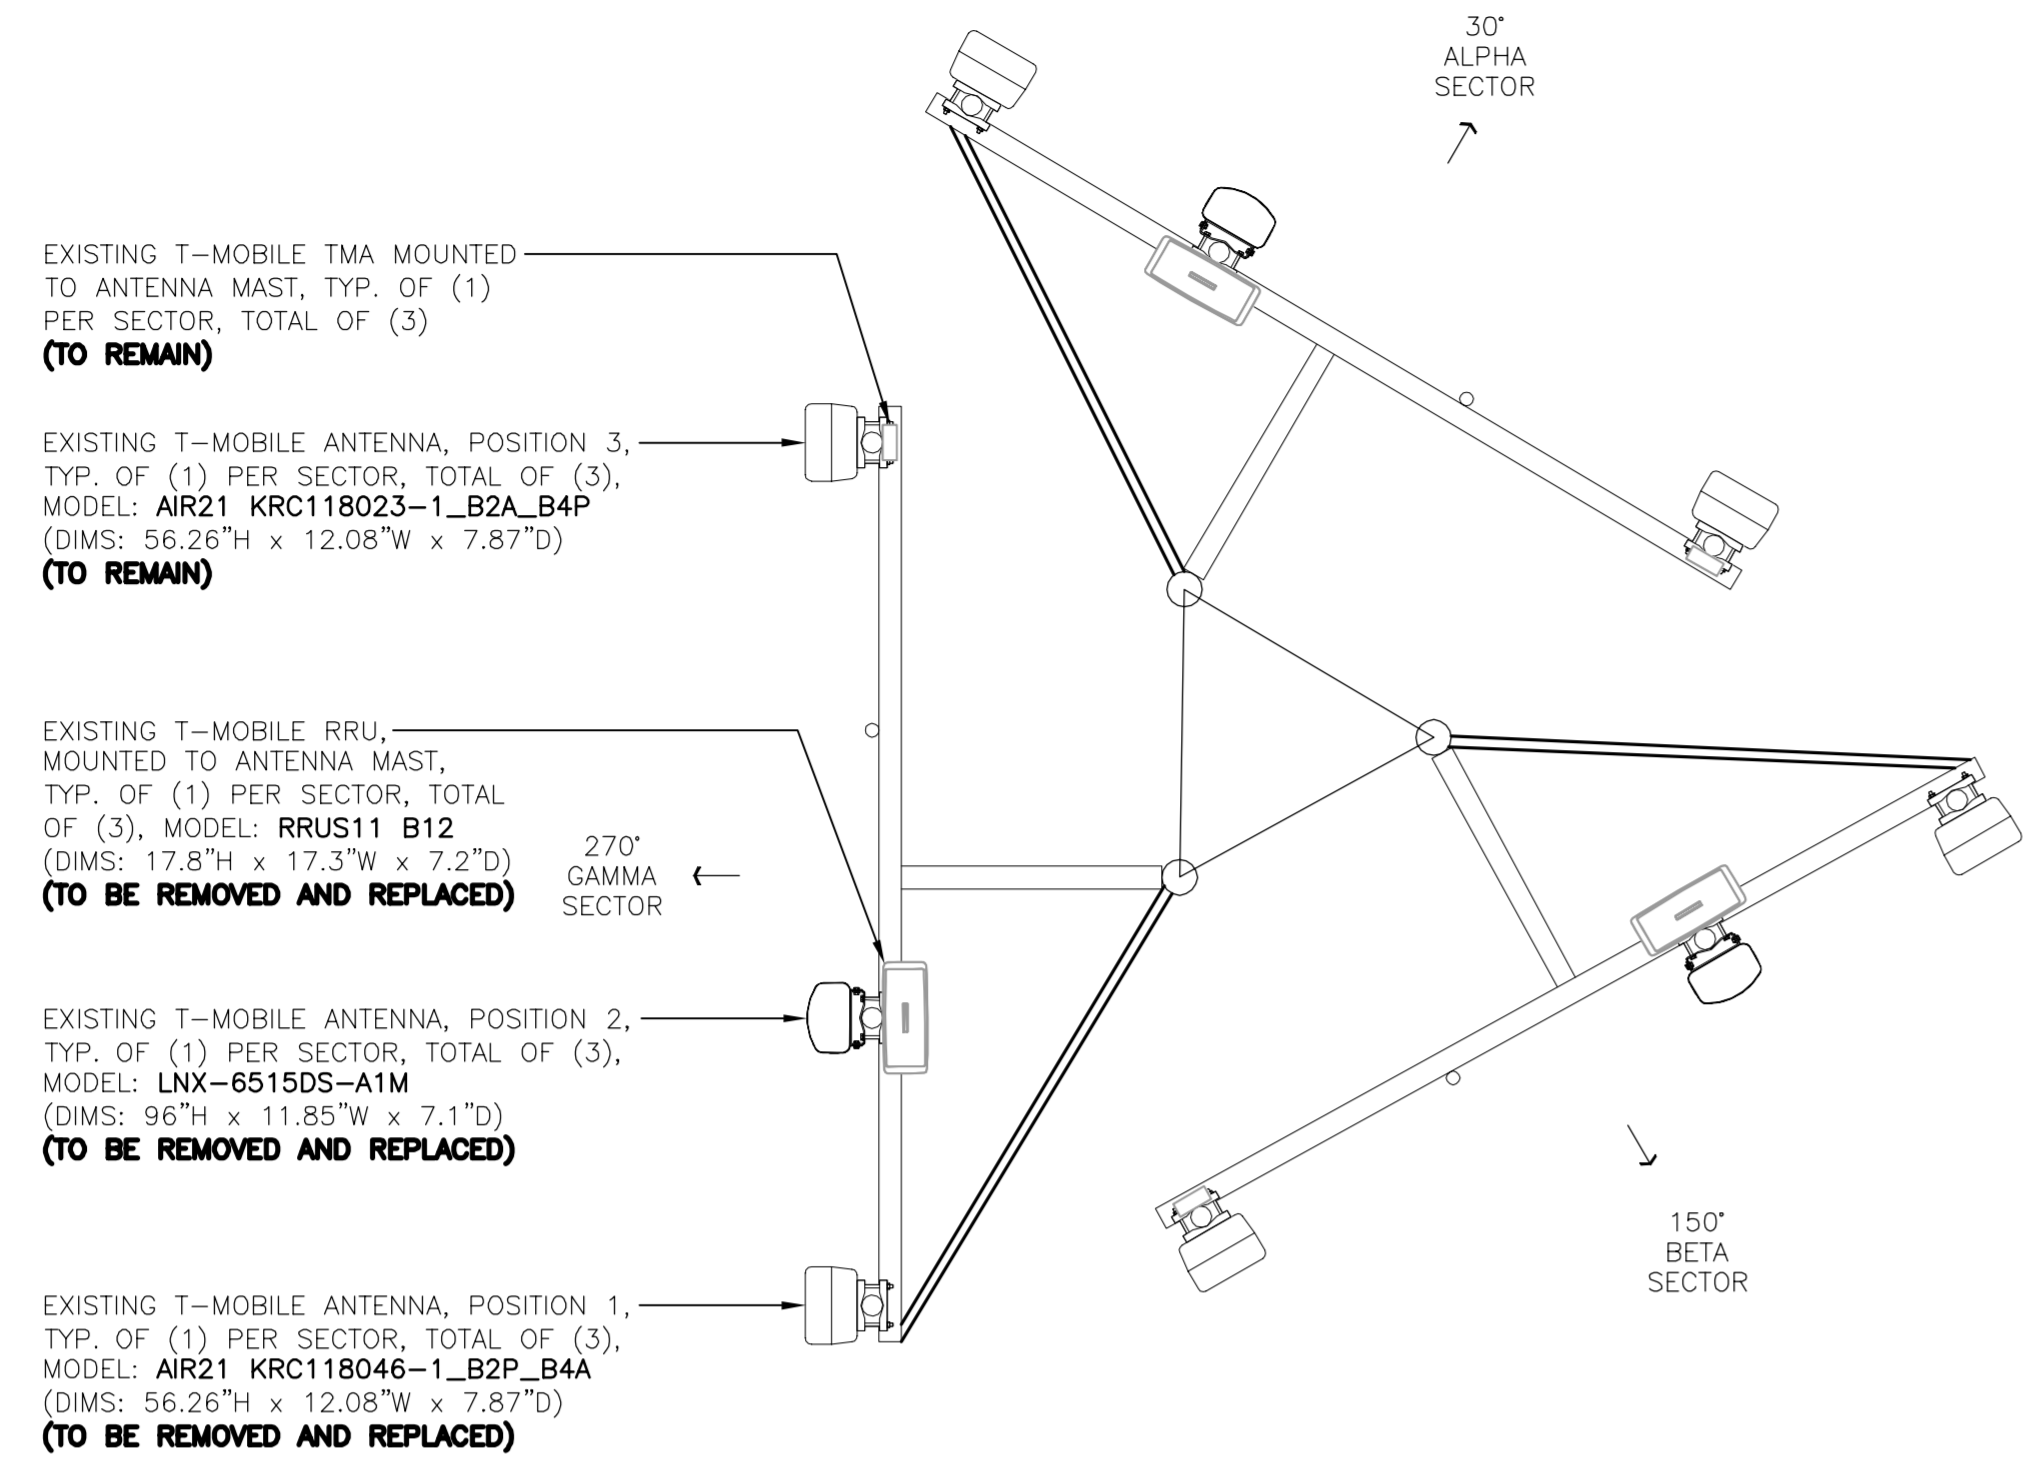 30°
ALPHA
SECTOR
EXISTING T-MOBILE TMA MOUNTED
TO ANTENNA MAST, TYP. OF (1)
PER SECTOR, TOTAL OF (3)
(TO REMAIN)
EXISTING T-MOBILE ANTENNA, POSITION 3,
TYP. OF (1) PER SECTOR, TOTAL OF (3),
MODEL: AIR21 KRC118023-1_B2A_B4P
(DIMS: 56.26"H x 12.08"W x 7.87"D)
(TO REMAIN)
EXISTING T-MOBILE RRU,
MOUNTED TO ANTENNA MAST,
TYP. OF (1) PER SECTOR, TOTAL
OF (3), MODEL: RRUS11 B12
(DIMS: 17.8"H x 17.3"W x 7.2"D)
(TO BE REMOVED AND REPLACED)
270°
GAMMA
SECTOR
EXISTING T-MOBILE ANTENNA, POSITION 2,
TYP. OF (1) PER SECTOR, TOTAL OF (3),
MODEL: LNX-6515DS-A1M
(DIMS: 96"H x 11.85"W x 7.1"D)
(TO BE REMOVED AND REPLACED)
150°
BETA
SECTOR
EXISTING T-MOBILE ANTENNA, POSITION 1,
TYP. OF (1) PER SECTOR, TOTAL OF (3),
MODEL: AIR21 KRC118046-1_B2P_B4A
(DIMS: 56.26"H x 12.08"W x 7.87"D)
(TO BE REMOVED AND REPLACED)